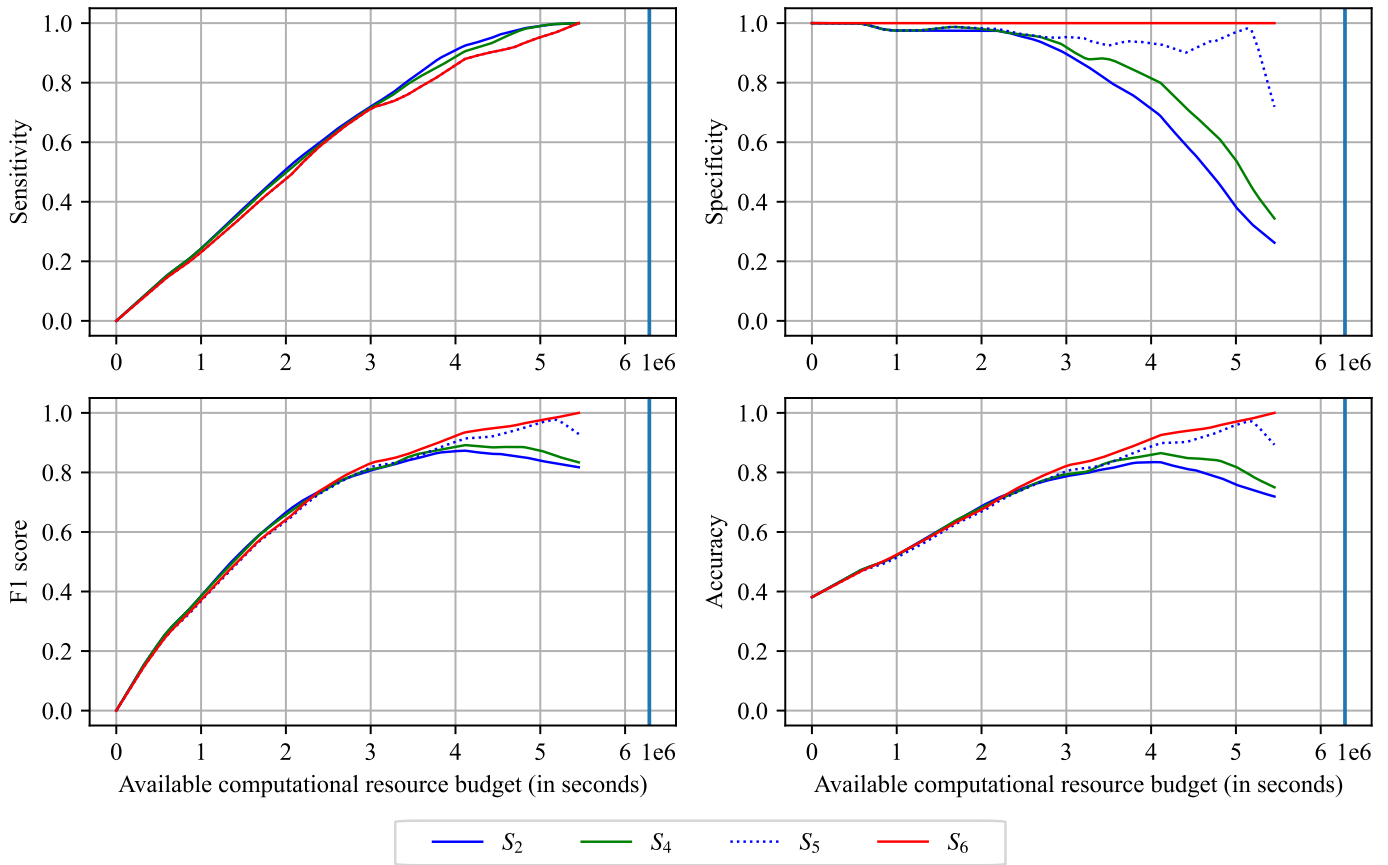 1.0
0.8
0.6
0.4
0.2
0.0
Sensitivity
0 1 2 3 4 5 6 1e6
1.0
0.8
0.6
0.4
0.2
0.0
Specificity
0 1 2 3 4 5 6 1e6
1.0
0.8
0.6
0.4
0.2
0.0
F1 score
0 1 2 3 4 5 6 1e6
Available computational resource budget (in seconds)
1.0
0.8
0.6
0.4
0.2
0.0
Accuracy
0 1 2 3 4 5 6 1e6
Available computational resource budget (in seconds)
S₂ S₄ S₅ S₆